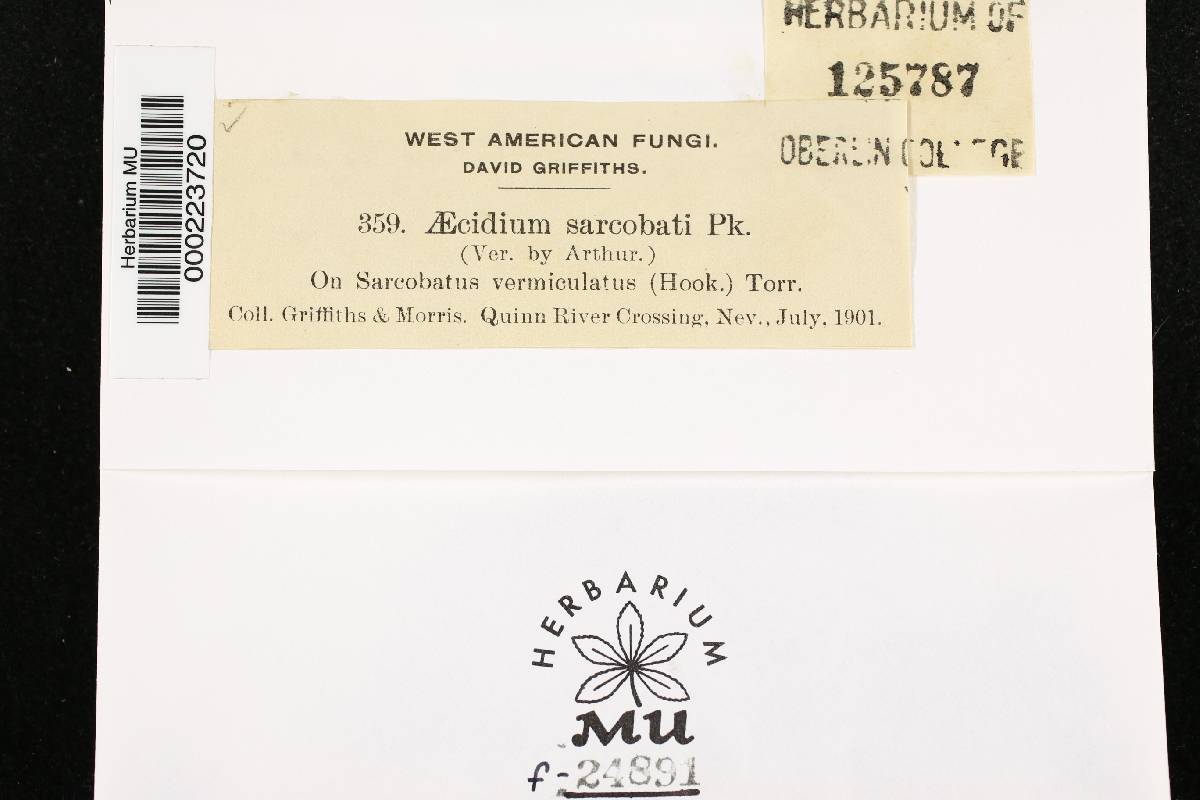 HERBARIUM OF
125787
OBERLIN COLLEGE
Herbarium MU
000223720
WEST AMERICAN FUNGI.
DAVID GRIFFITHS.
359. Æcidium sarcobati Pk.
(Ver. by Arthur.)
On Sarcobatus vermiculatus (Hook.) Torr.
Coll. Griffiths & Morris. Quinn River Crossing, Nev., July, 1901.
HERBARIUM
MU
f-24891